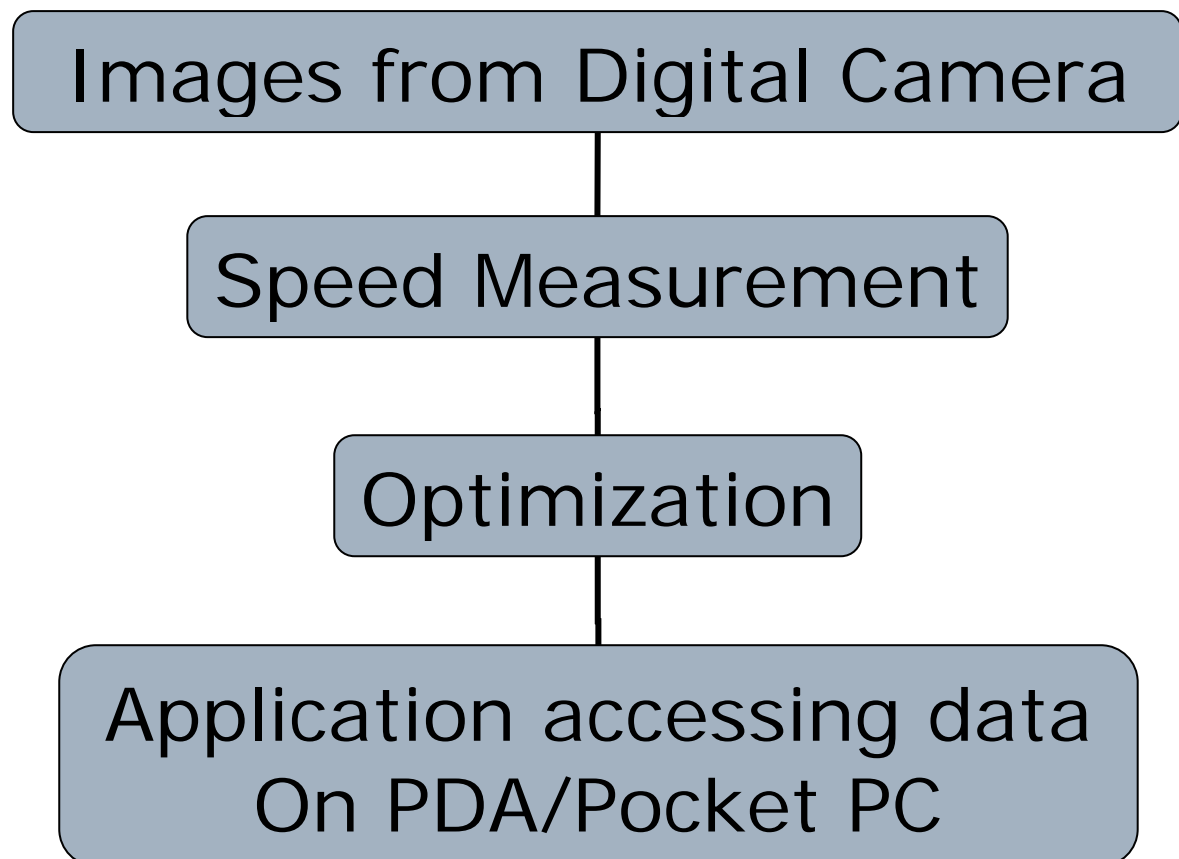 Images from Digital Camera
Speed Measurement
Optimization
Application accessing data
On PDA/Pocket PC